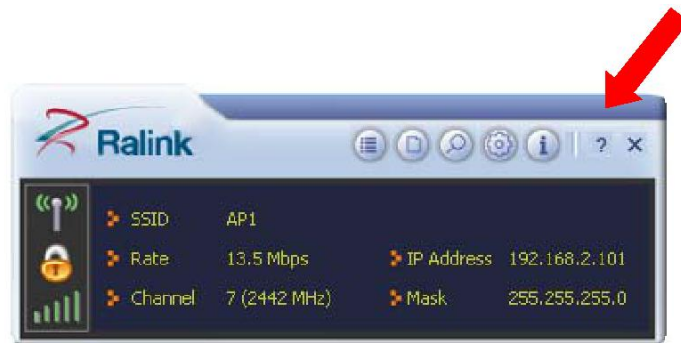 Ralink
i ? ×
SSID AP1
Rate 13.5 Mbps IP Address 192.168.2.101
Channel 7 (2442 MHz) Mask 255.255.255.0